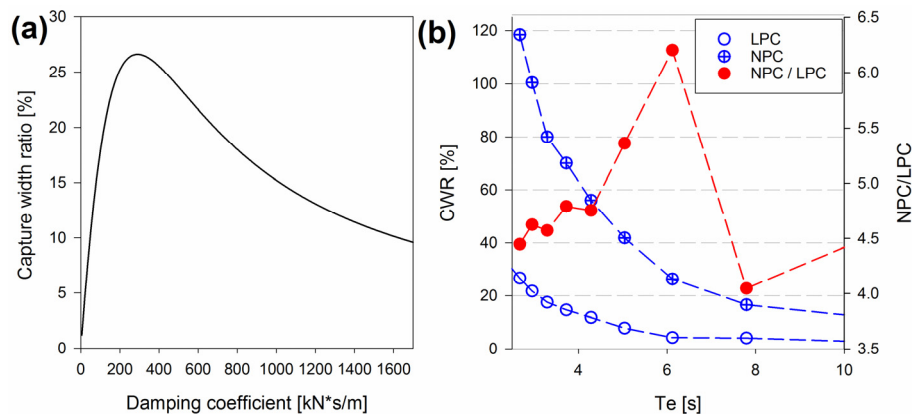 (a)
30
25
20
15
10
5
0
Capture width ratio [%]
0 200 400 600 800 1000 1200 1400 1600
Damping coefficient [kN*s/m]
(b)
120
100
80
60
40
20
0
CWR [%]
LPC
NPC
NPC / LPC
6.5
6.0
5.5
5.0
4.5
4.0
3.5
NPC/LPC
4 6 8 10
Te [s]